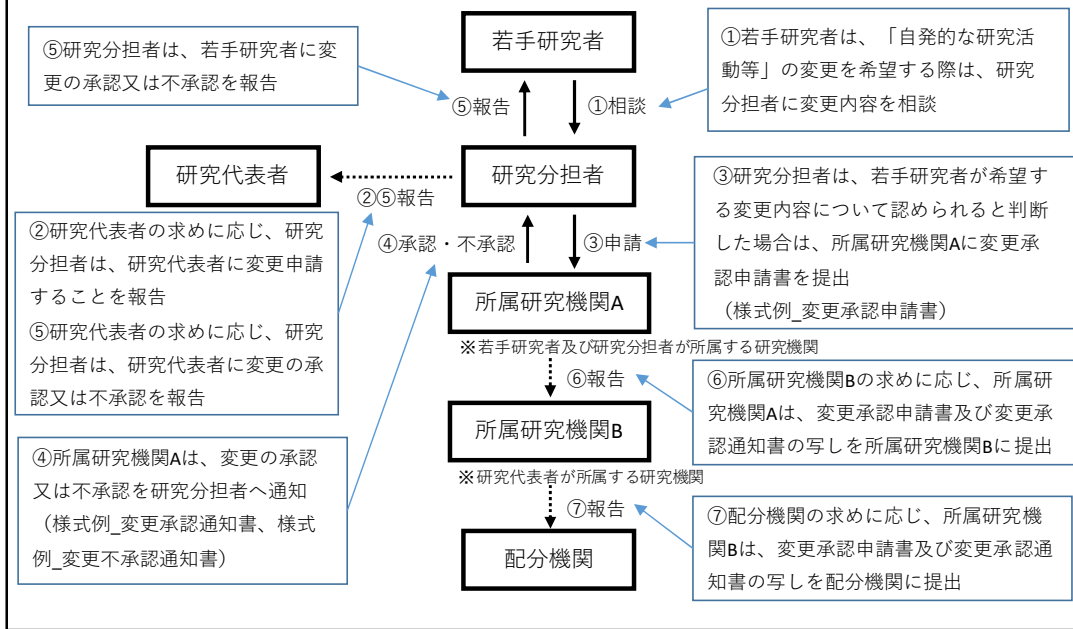 ⑤研究分担者は、若手研究者に変
更の承認又は不承認を報告
若手研究者
①若手研究者は、「自発的な研究活
動等」の変更を希望する際は、研究
分担者に変更内容を相談
⑤報告
①相談
研究代表者
研究分担者
②⑤報告
③研究分担者は、若手研究者が希望す
る変更内容について認められると判断
した場合は、所属研究機関Aに変更承
認申請書を提出
（様式例_変更承認申請書）
②研究代表者の求めに応じ、研究
分担者は、研究代表者に変更申請
することを報告
⑤研究代表者の求めに応じ、研究
分担者は、研究代表者に変更の承
認又は不承認を報告
④承認・不承認
③申請
所属研究機関A
※若手研究者及び研究分担者が所属する研究機関
⑥報告
⑥所属研究機関Bの求めに応じ、所属研
究機関Aは、変更承認申請書及び変更承
認通知書の写しを所属研究機関Bに提出
所属研究機関B
※研究代表者が所属する研究機関
④所属研究機関Aは、変更の承認
又は不承認を研究分担者へ通知
（様式例_変更承認通知書、様式
例_変更不承認通知書）
⑦報告
⑦配分機関の求めに応じ、所属研究機
関Bは、変更承認申請書及び変更承認通
知書の写しを配分機関に提出
配分機関